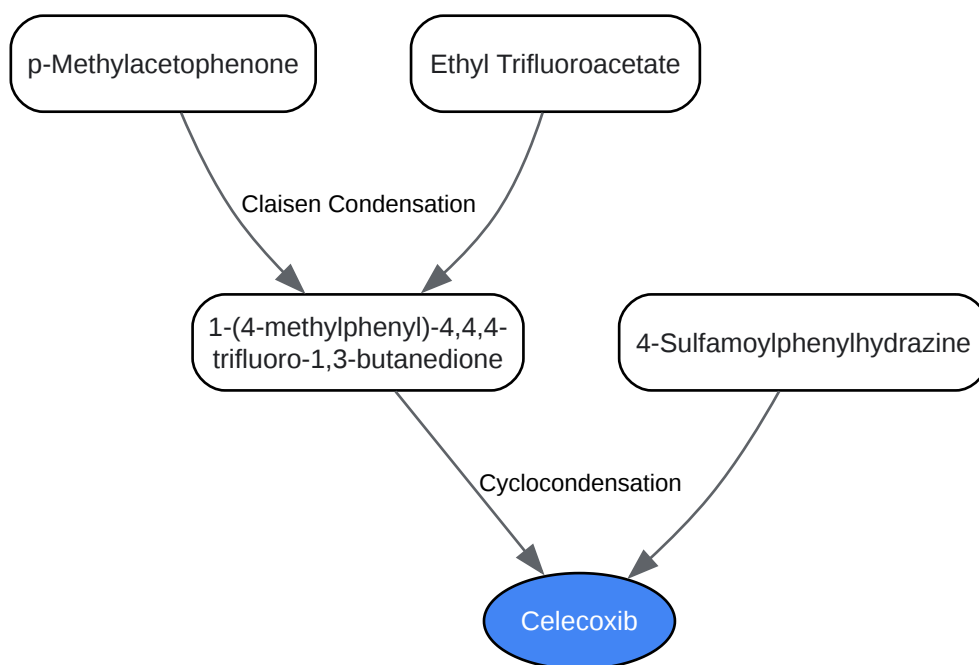 p-Methylacetophenone
Ethyl Trifluoroacetate
Claisen Condensation
1-(4-methylphenyl)-4,4,4-
trifluoro-1,3-butanedione
4-Sulfamoylphenylhydrazine
Cyclocondensation
Celecoxib